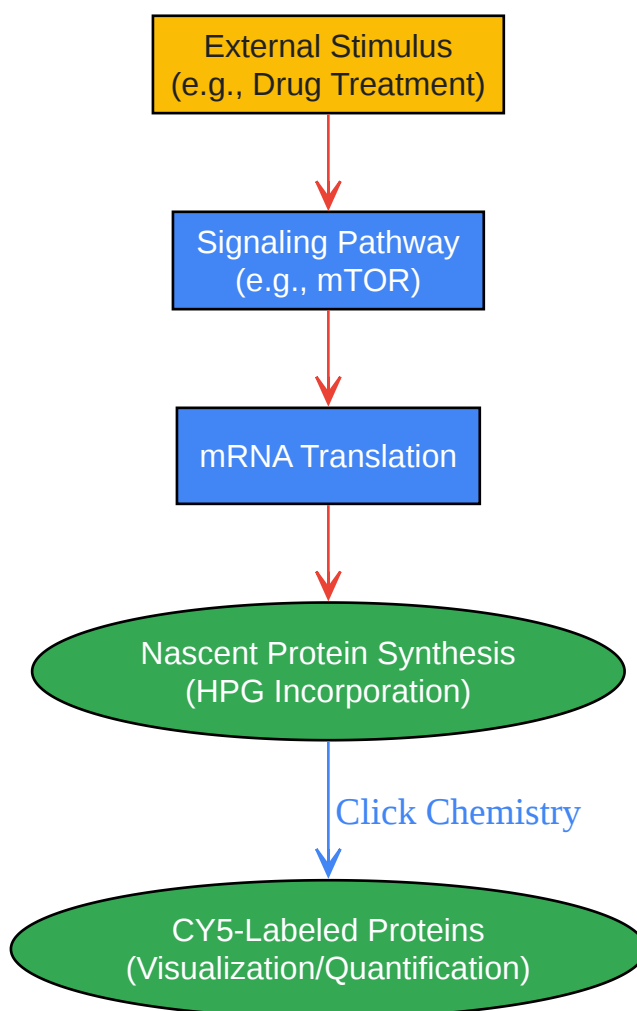 External Stimulus
(e.g., Drug Treatment)
Signaling Pathway
(e.g., mTOR)
mRNA Translation
Nascent Protein Synthesis
(HPG Incorporation)
Click Chemistry
CY5-Labeled Proteins
(Visualization/Quantification)